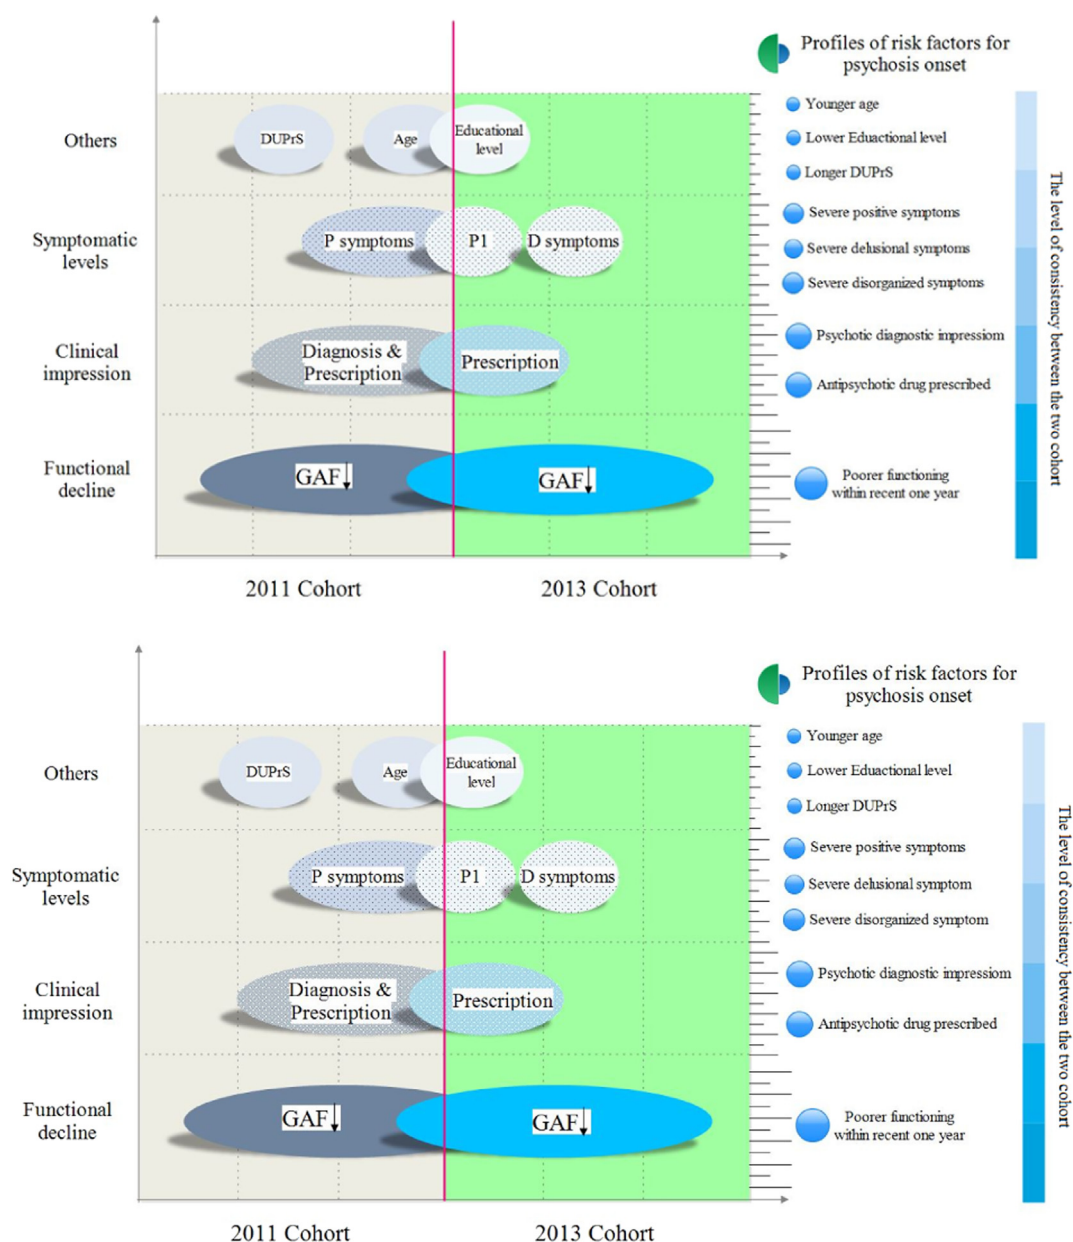 Profiles of risk factors for
psychosis onset
Others
DUPrS
Age
Educational
level
Younger age
Lower Eduactional level
Longer DUPrS
Symptomatic
levels
P symptoms
P1
D symptoms
Severe positive symptoms
Severe delusional symptoms
Severe disorganized symptoms
Clinical
impression
Diagnosis &
Prescription
Prescription
Psychotic diagnostic impressiom
Antipsychotic drug prescribed
Functional
decline
GAF↓
GAF↓
Poorer functioning
within recent one year
The level of consistency between the two cohort
2011 Cohort
2013 Cohort
Profiles of risk factors for
psychosis onset
Others
DUPrS
Age
Educational
level
Younger age
Lower Eduactional level
Longer DUPrS
Symptomatic
levels
P symptoms
P1
D symptoms
Severe positive symptoms
Severe delusional symptom
Severe disorganized symptom
Clinical
impression
Diagnosis &
Prescription
Prescription
Psychotic diagnostic impressiom
Antipsychotic drug prescribed
Functional
decline
GAF↓
GAF↓
Poorer functioning
within recent one year
The level of consistency between the two cohort
2011 Cohort
2013 Cohort